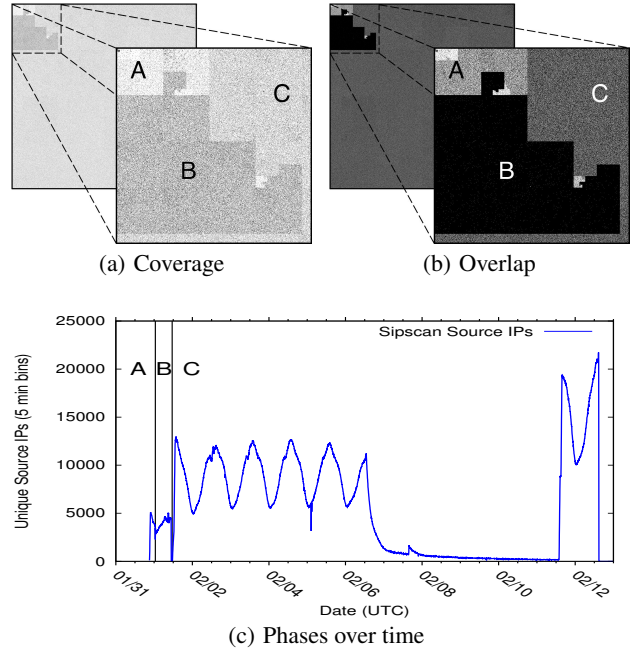 A
C
B
(a) Coverage
A
C
B
(b) Overlap
25000
20000
15000
10000
5000
0
Unique Source IPs (5 min bins)
Sipscan Source IPs
A B C
01/31 02/02 02/04 02/06 02/08 02/10 02/12
Date (UTC)
(c) Phases over time